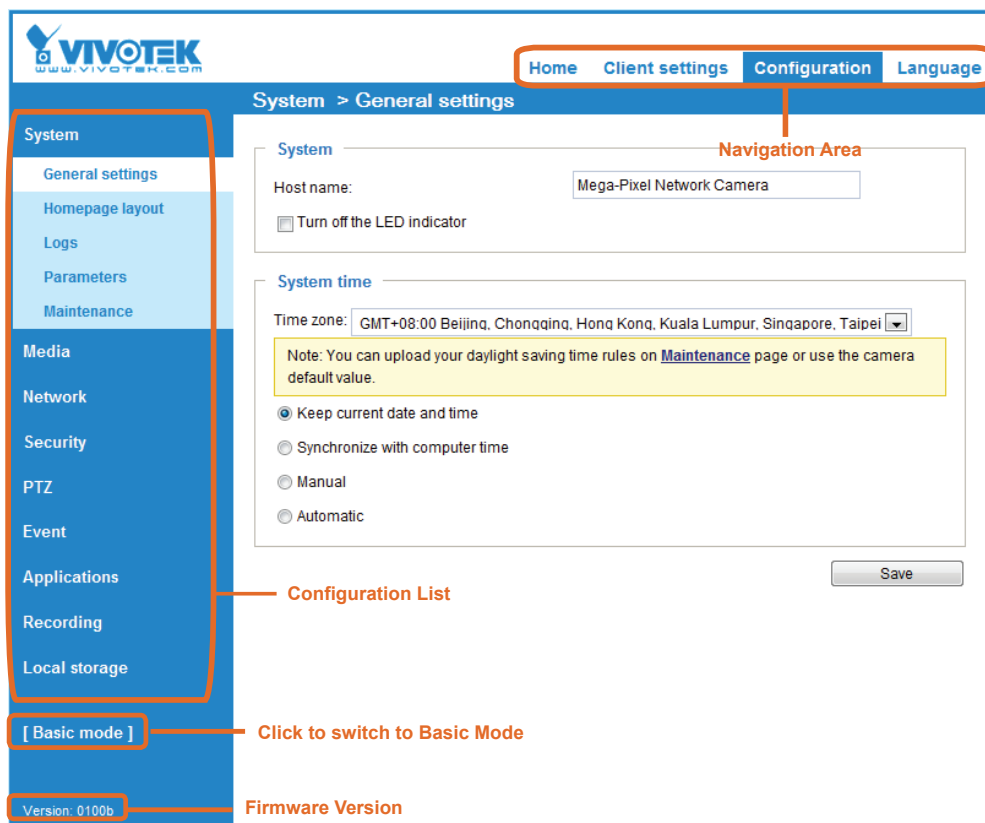 VIVOTEK
www.vivotek.com
Home Client settings Configuration Language
System > General settings
Navigation Area
System
General settings
Homepage layout
Logs
Parameters
Maintenance
Media
Network
Security
PTZ
Event
Applications
Recording
Local storage
[ Basic mode ]
Version: 0100b
System
Host name: Mega-Pixel Network Camera
Turn off the LED indicator
System time
Time zone: GMT+08:00 Beijing, Chongqing, Hong Kong, Kuala Lumpur, Singapore, Taipei
Note: You can upload your daylight saving time rules on Maintenance page or use the camera
default value.
Keep current date and time
Synchronize with computer time
Manual
Automatic
Save
Configuration List
Click to switch to Basic Mode
Firmware Version